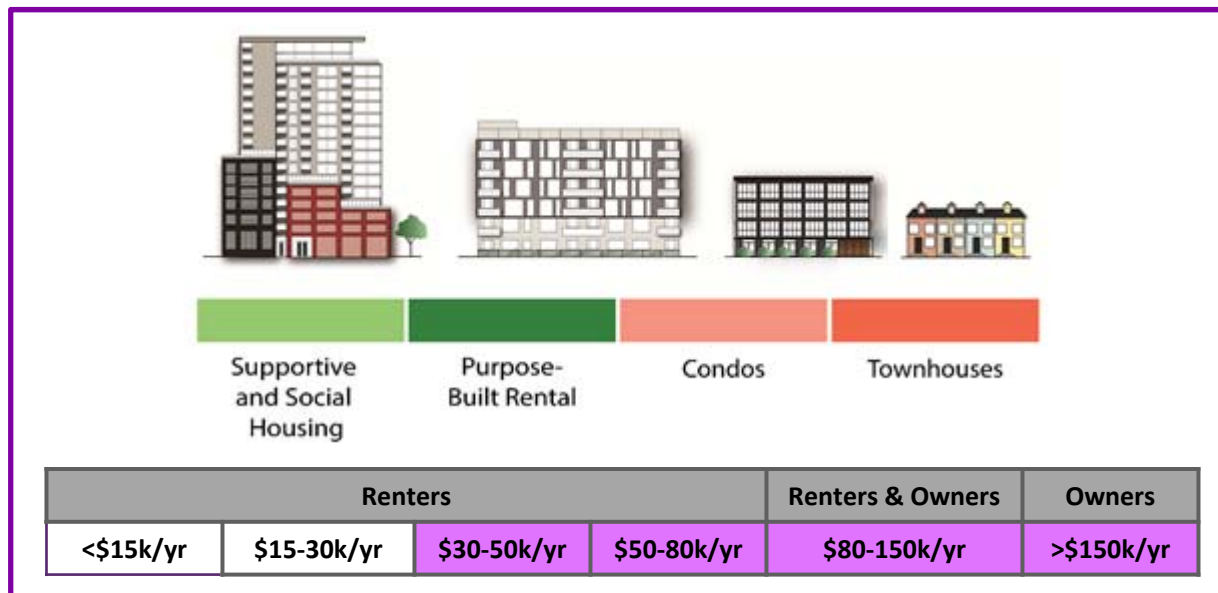 Supportive
and Social
Housing
Purpose-
Built Rental
Condos
Townhouses
Renters
Renters & Owners
Owners
<$15k/yr
$15-30k/yr
$30-50k/yr
$50-80k/yr
$80-150k/yr
>$150k/yr